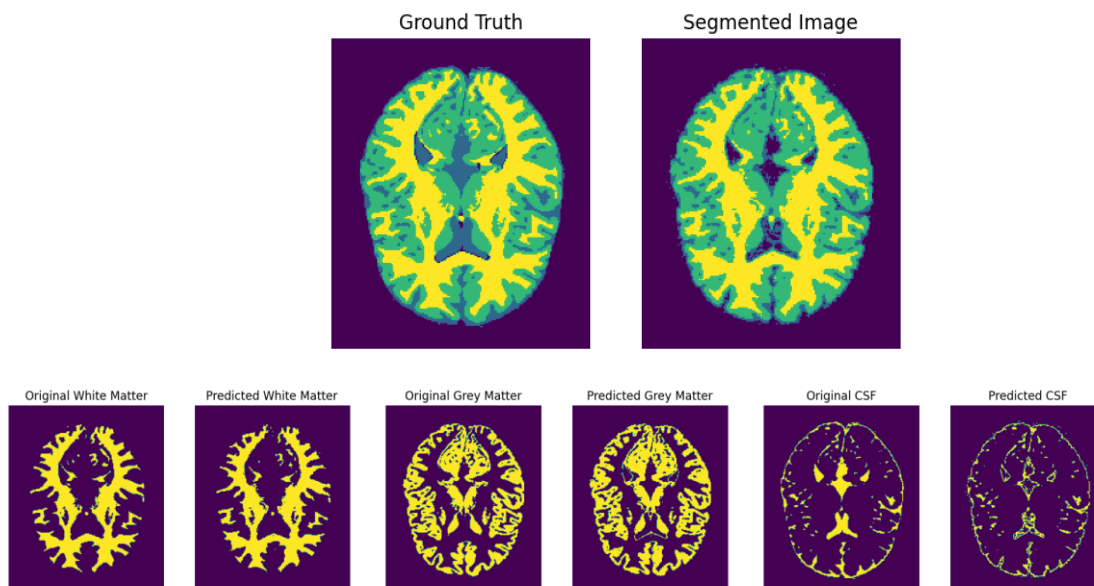 Ground Truth
Segmented Image
Original White Matter
Predicted White Matter
Original Grey Matter
Predicted Grey Matter
Original CSF
Predicted CSF